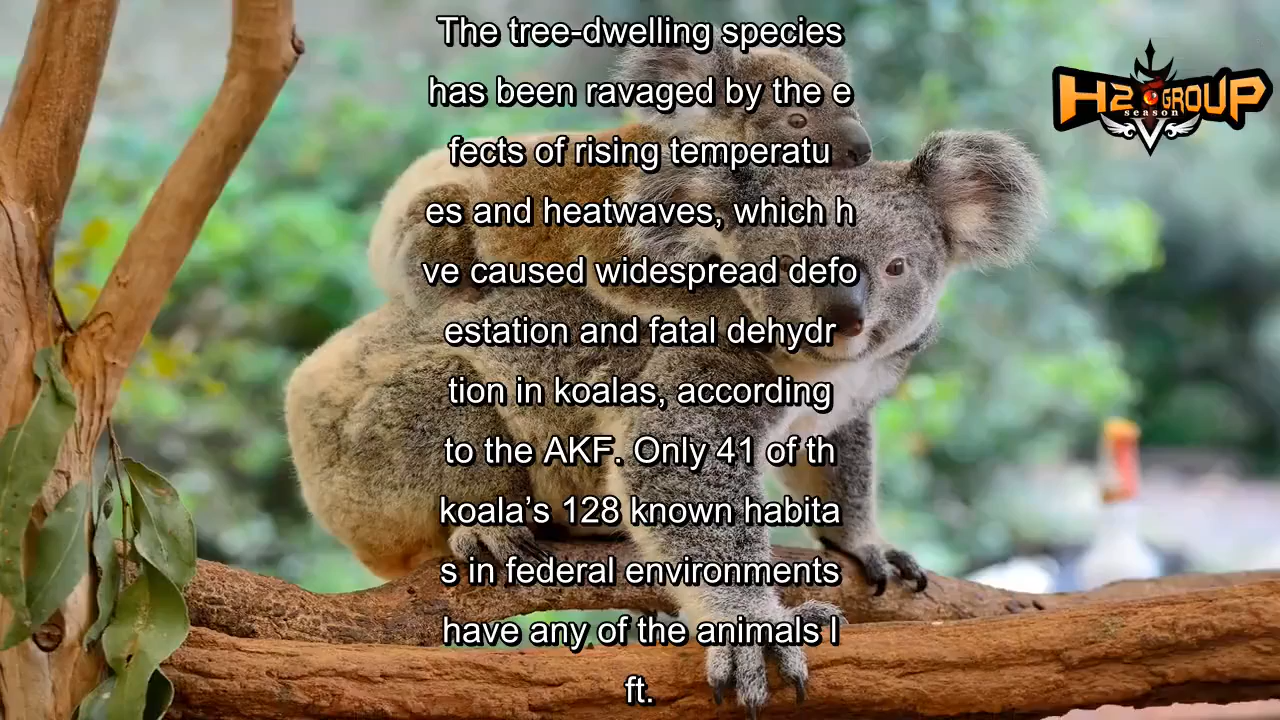 The tree-dwelling species
has been ravaged by the e
fects of rising temperatu
es and heatwaves, which h
ve caused widespread defo
estation and fatal dehydr
tion in koalas, according
to the AKF. Only 41 of th
koala’s 128 known habita
s in federal environments
have any of the animals l
ft.
H2 GROUP
season